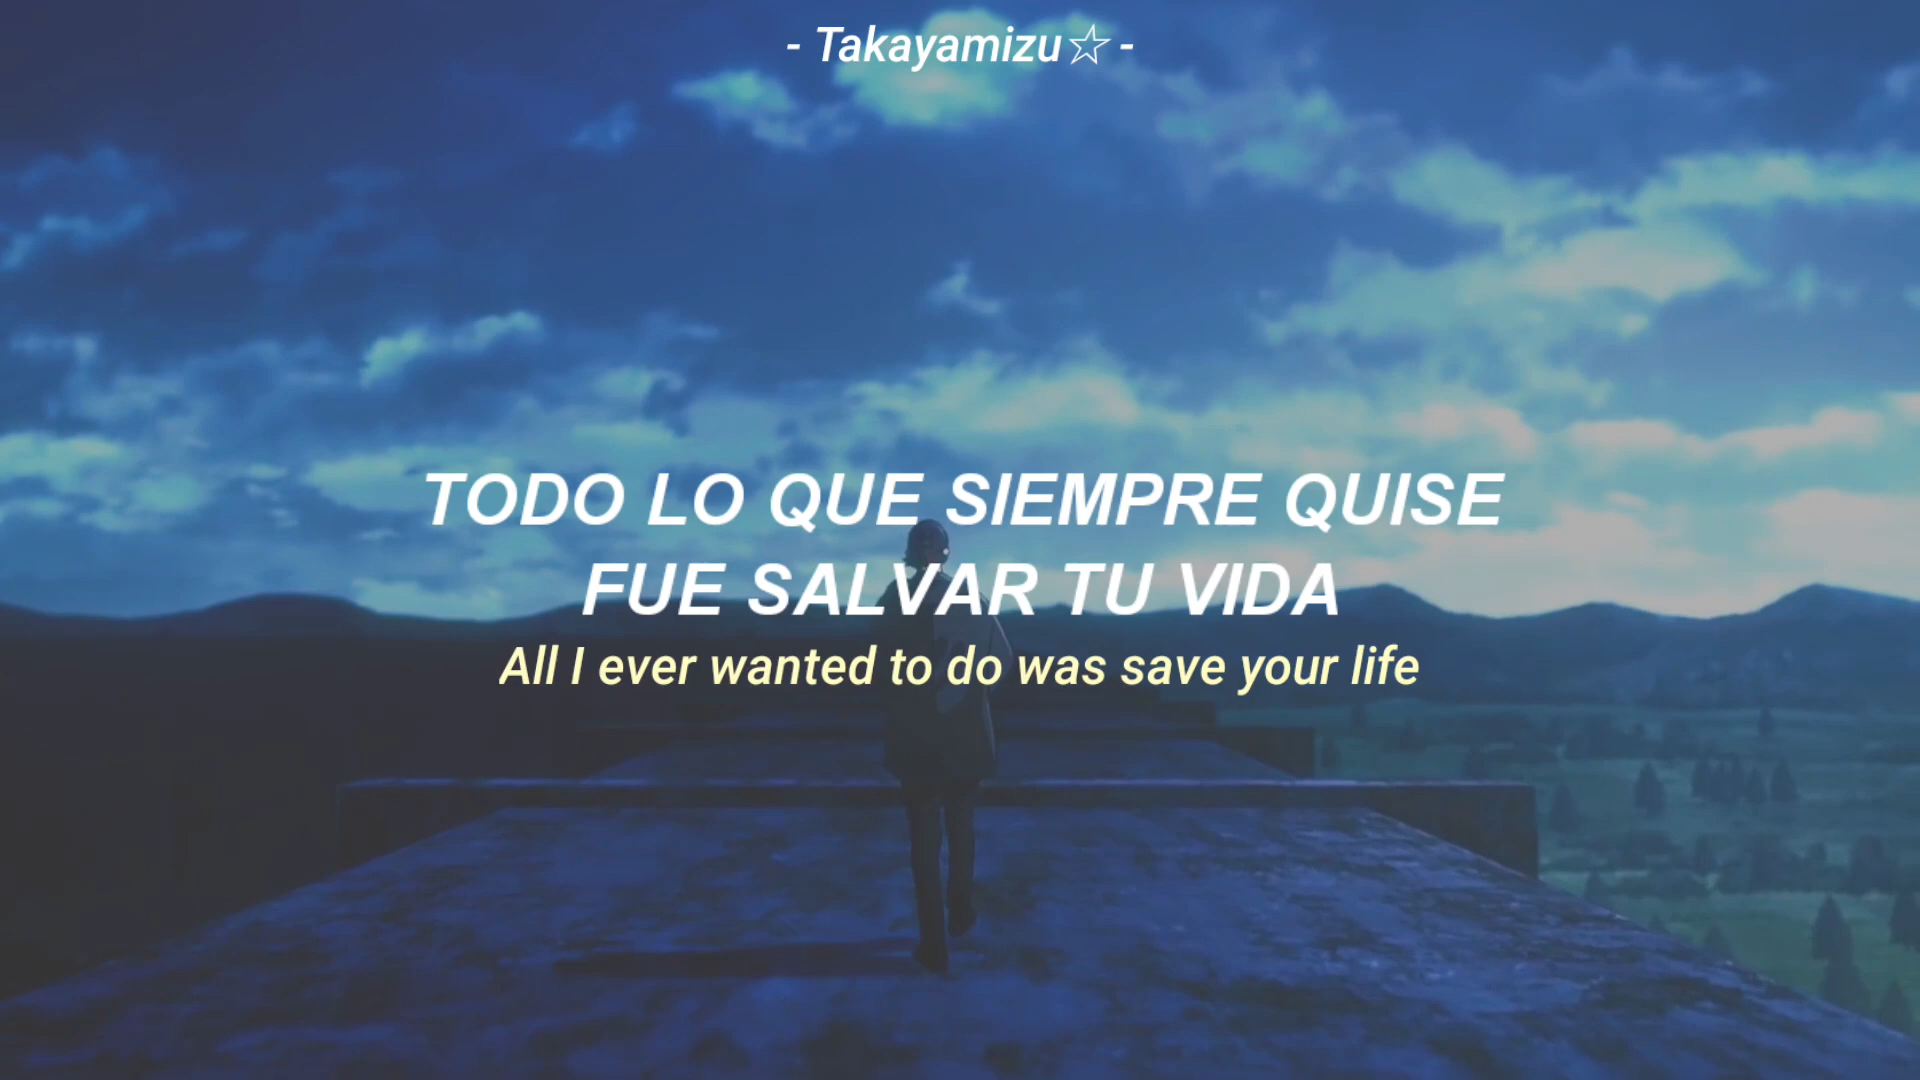 - Takayamizu☆ -
TODO LO QUE SIEMPRE QUISE
FUE SALVAR TU VIDA
All I ever wanted to do was save your life